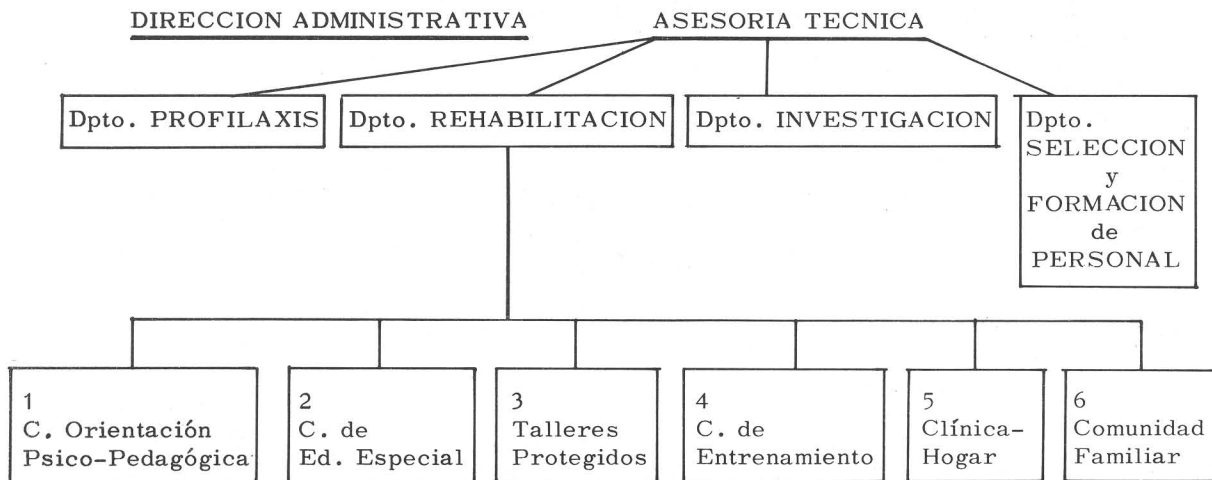 DIRECCION ADMINISTRATIVA
ASESORIA TECNICA
Dpto. PROFILAXIS
Dpto. REHABILITACION
Dpto. INVESTIGACION
Dpto.
SELECCION
y
FORMACION
de
PERSONAL
1
C. Orientación
Psico-Pedagógica
2
C. de
Ed. Especial
3
Talleres
Protegidos
4
C. de
Entrenamiento
5
Clínica-
Hogar
6
Comunidad
Familiar